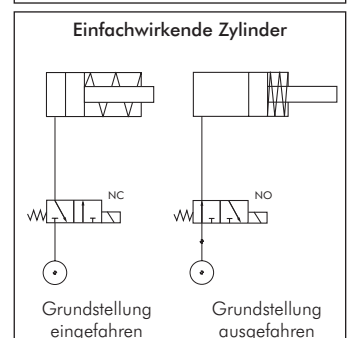 Einfachwirkende Zylinder
NC
NO
Grundstellung
eingefahren
Grundstellung
ausgefahren